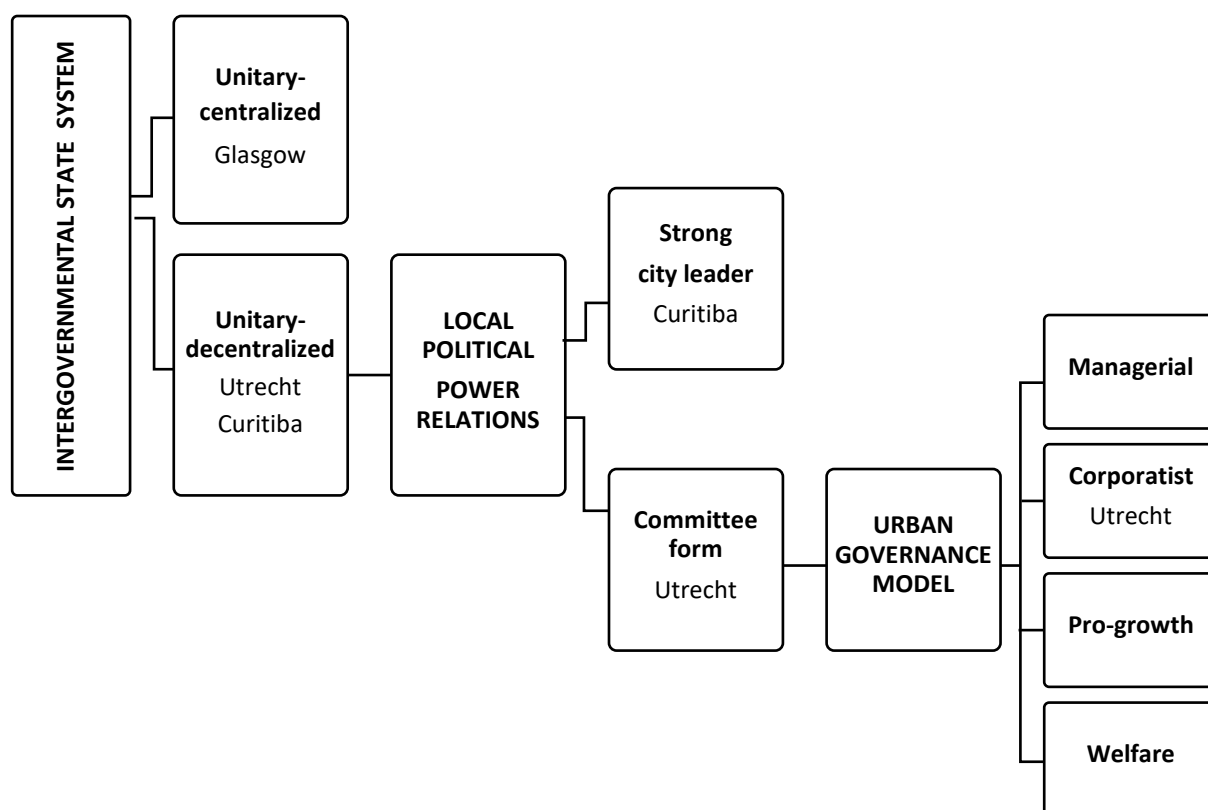 INTERGOVERNMENTAL STATE SYSTEM
Unitary-
centralized
Glasgow
Unitary-
decentralized
Utrecht
Curitiba
LOCAL
POLITICAL
POWER
RELATIONS
Strong
city leader
Curitiba
Committee
form
Utrecht
URBAN
GOVERNANCE
MODEL
Managerial
Corporatist
Utrecht
Pro-growth
Welfare